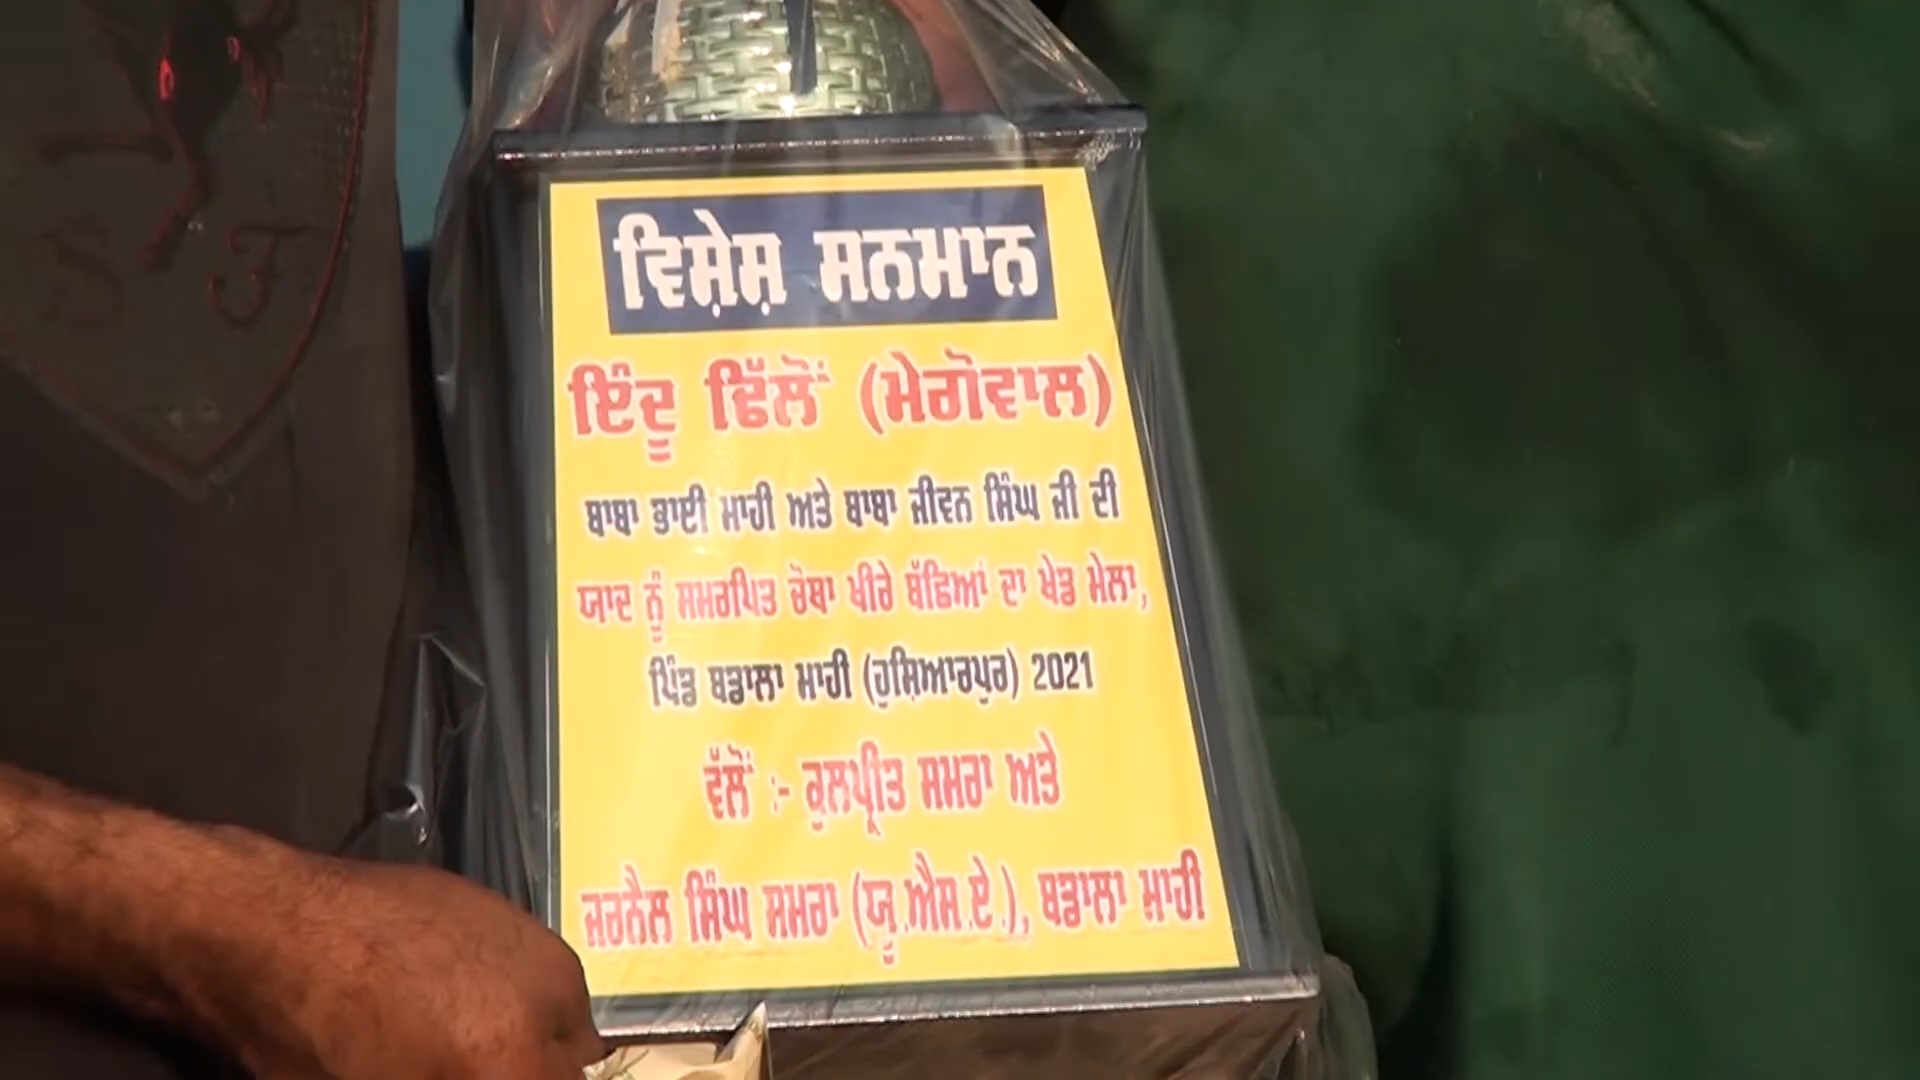 ਵਿਸ਼ੇਸ਼ ਸਨਮਾਨ
ਇੰਦੂ ਢਿੱਲੋਂ (ਮੇਗੋਵਾਲ)
ਬਾਬਾ ਭਾਈ ਮਾਹੀ ਅਤੇ ਬਾਬਾ ਜੀਵਨ ਸਿੰਘ ਜੀ ਦੀ
ਯਾਦ ਨੂੰ ਸਮਰਪਿਤ ਚੋਥਾ ਖੀਰੇ ਬੱਛਿਆਂ ਦਾ ਖੇਡ ਮੇਲਾ,
ਪਿੰਡ ਬਡਾਲਾ ਮਾਹੀ (ਹੁਸ਼ਿਆਰਪੁਰ) 2021
ਵੱਲੋਂ :- ਕੁਲਪ੍ਰੀਤ ਸਮਰਾ ਅਤੇ
ਜਰਨੈਲ ਸਿੰਘ ਸਮਰਾ (ਯੂ.ਐਸ.ਏ.), ਬਡਾਲਾ ਮਾਹੀ